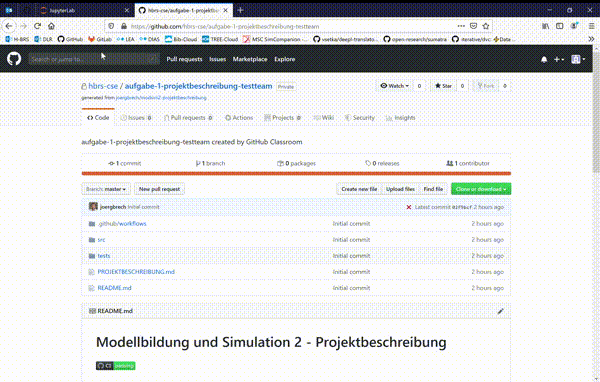 JupyterLab
hbrs-cse/aufgabe-1-projektbesch
https://github.com/hbrs-cse/aufgabe-1-projektbeschreibung-testteam
H-BRS DLR GitHub GitLab LEA DIAS Bib-Cloud TREE-Cloud MSC SimCompanion - ... vsetka/deepl-translato... open-research/sumatra iterative/dvc: Data ...
Search or jump to...
Pull requests Issues Marketplace Explore
hbrs-cse / aufgabe-1-projektbeschreibung-testteam Private
generated from
Watch 0 Star 0 Fork 0
Code Issues 0 Pull requests 0 Actions Projects 0 Wiki Security Insights
aufgabe-1-projektbeschreibung-testteam created by GitHub Classroom
1 commit 1 branch 0 packages 0 releases 1 contributor
Branch: master New pull request Create new file Upload files Find file Clone or download
joergbrech Initial commit Latest commit 2 hours ago
.github/workflows Initial commit 2 hours ago
src Initial commit 2 hours ago
tests Initial commit 2 hours ago
PROJEKTBESCHREIBUNG.md Initial commit 2 hours ago
README.md Initial commit 2 hours ago
README.md
Modellbildung und Simulation 2 - Projektbeschreibung
CI passing